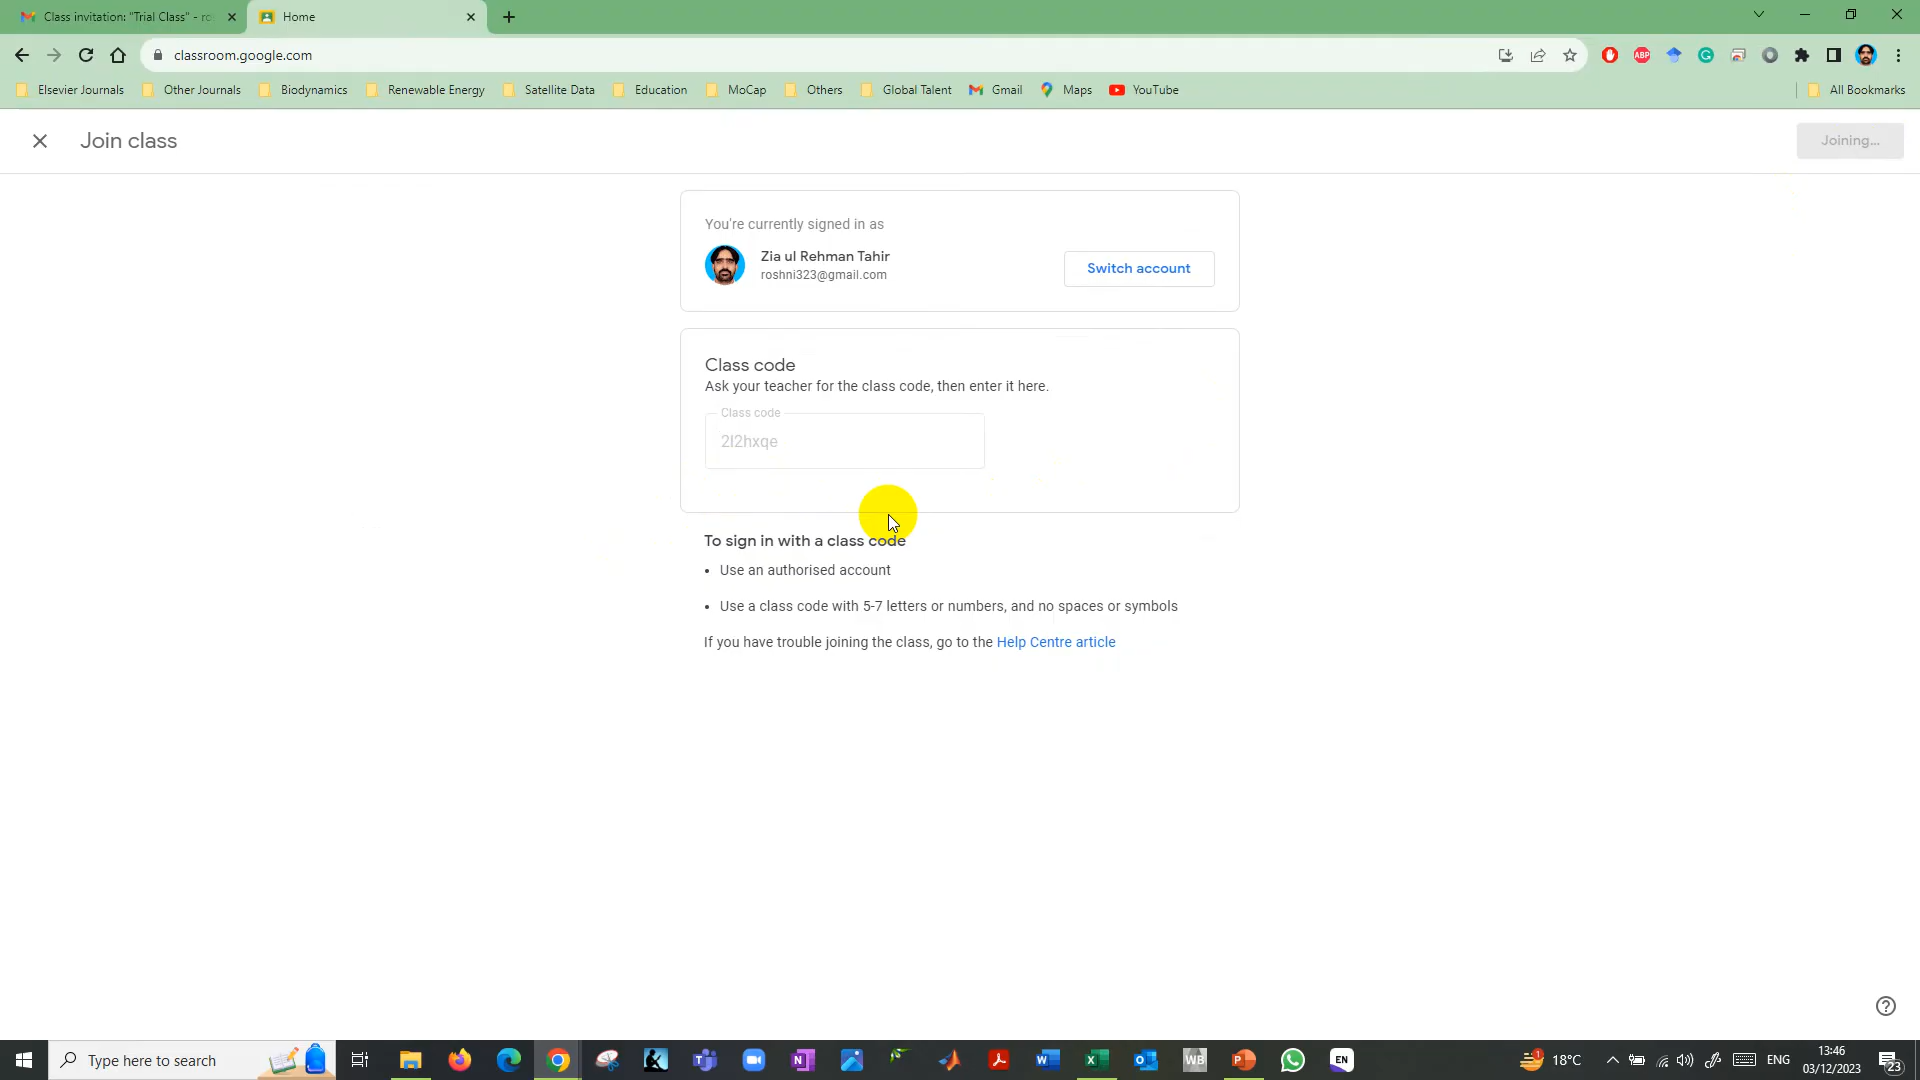 Class invitation: "Trial Class" - ro
Home
classroom.google.com
ABP
G
Elsevier Journals
Other Journals
Biodynamics
Renewable Energy
Satellite Data
Education
MoCap
Others
Global Talent
Gmail
Maps
YouTube
All Bookmarks
Join class
Joining...
You're currently signed in as
Zia ul Rehman Tahir
roshni323@gmail.com
Switch account
Class code
Ask your teacher for the class code, then enter it here.
Class code
2l2hxqe
To sign in with a class code
• Use an authorised account
• Use a class code with 5-7 letters or numbers, and no spaces or symbols
If you have trouble joining the class, go to the Help Centre article
Type here to search
WB
EN
1
18°C
ENG
13:46
03/12/2023
23